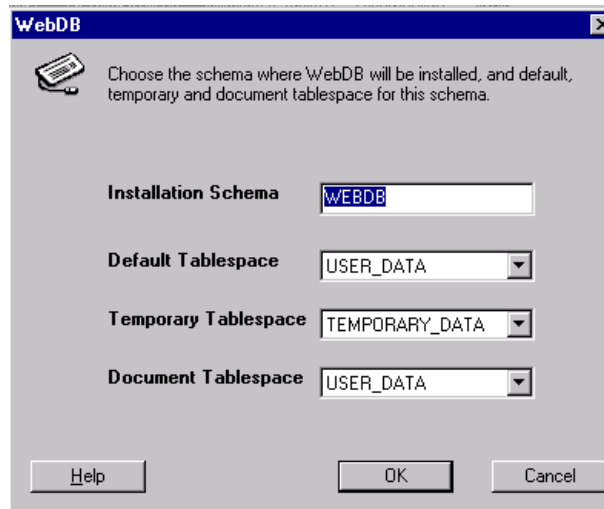 WebDB
Choose the schema where WebDB will be installed, and default,
temporary and document tablespace for this schema.
Installation Schema WEBDB
Default Tablespace USER_DATA
Temporary Tablespace TEMPORARY_DATA
Document Tablespace USER_DATA
Help OK Cancel